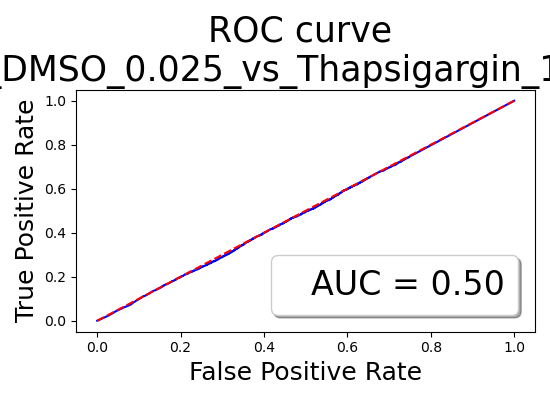 ROC curve
_DMSO_0.025_vs_Thapsigargin_1
True Positive Rate
1.0
0.8
0.6
0.4
0.2
0.0
AUC = 0.50
0.0 0.2 0.4 0.6 0.8 1.0
False Positive Rate